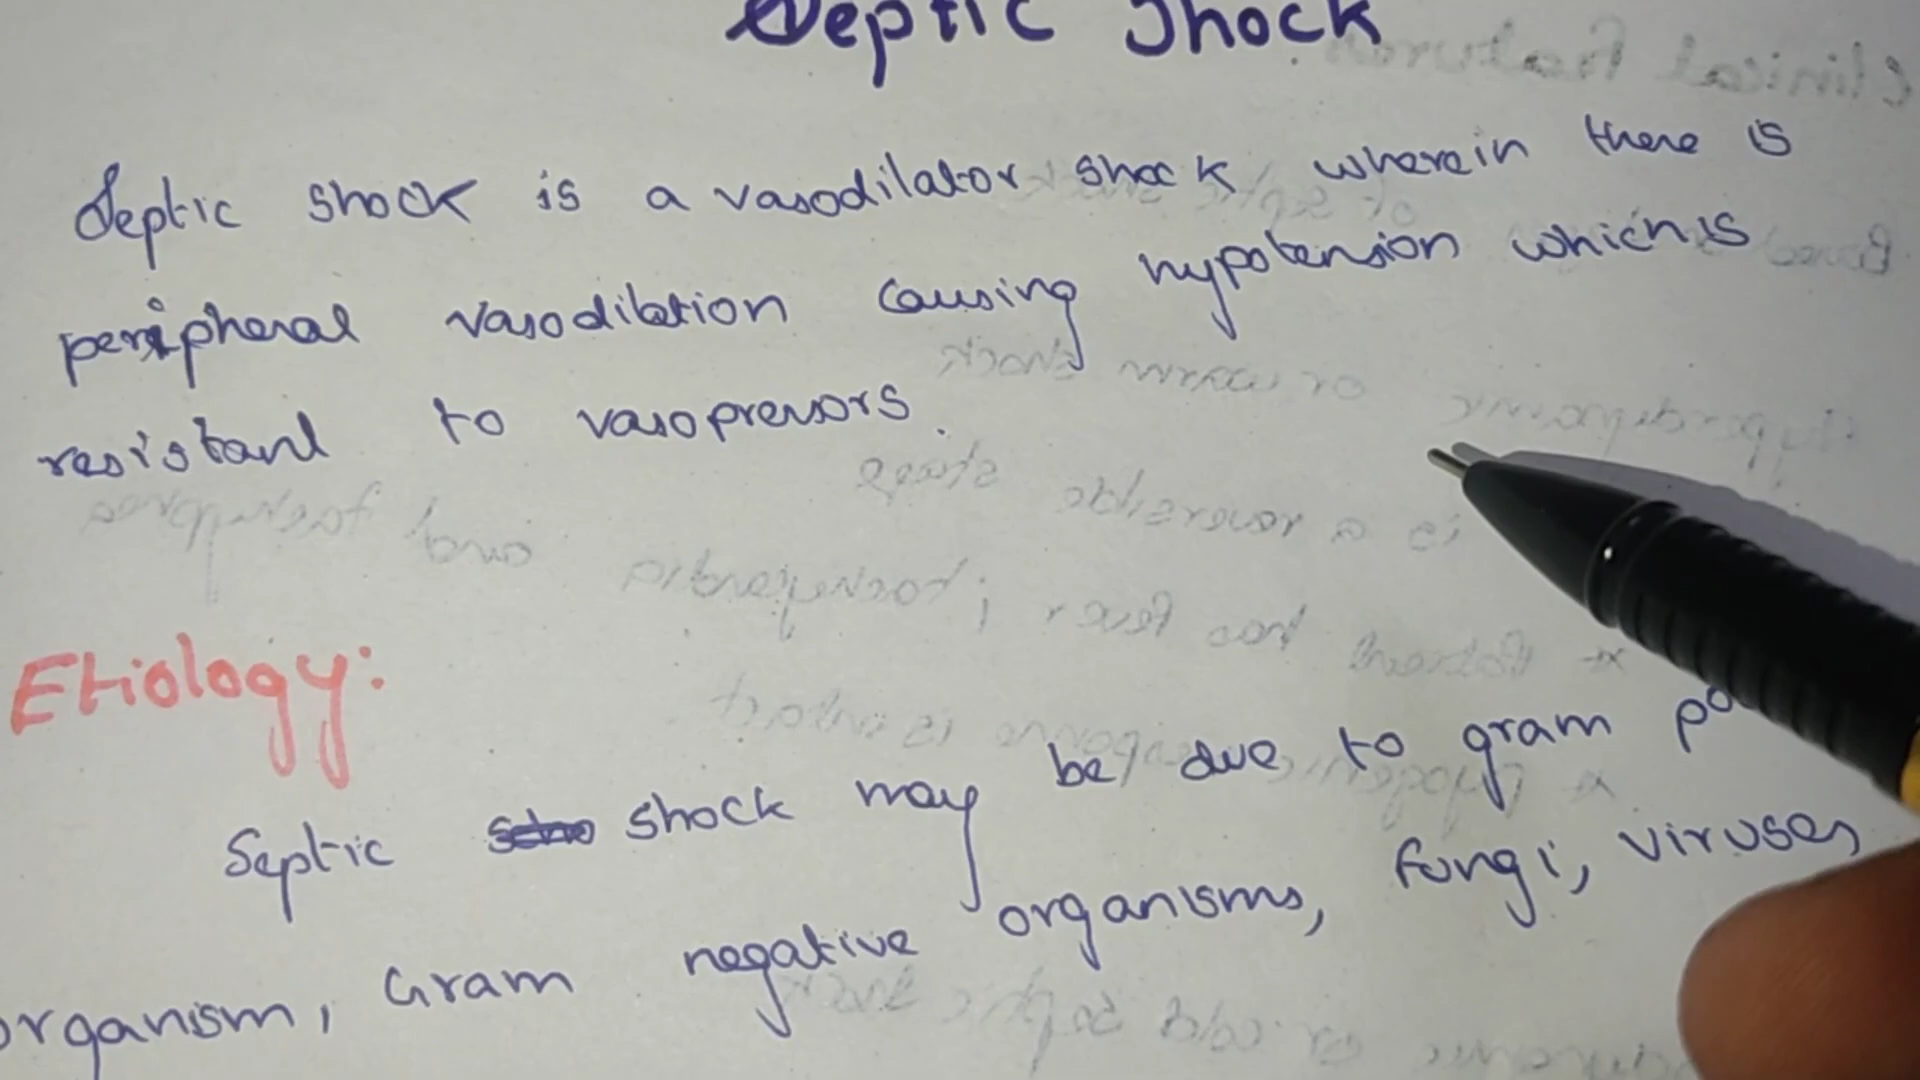 Septic Shock
Septic shock is a vasodilator shock wherein there is
peripheral vasodilation causing hypotension which is
resistant to vasopressors.
Etiology:
Septic shock may be due to gram
organism, Gram negative organisms, fungi, viruses